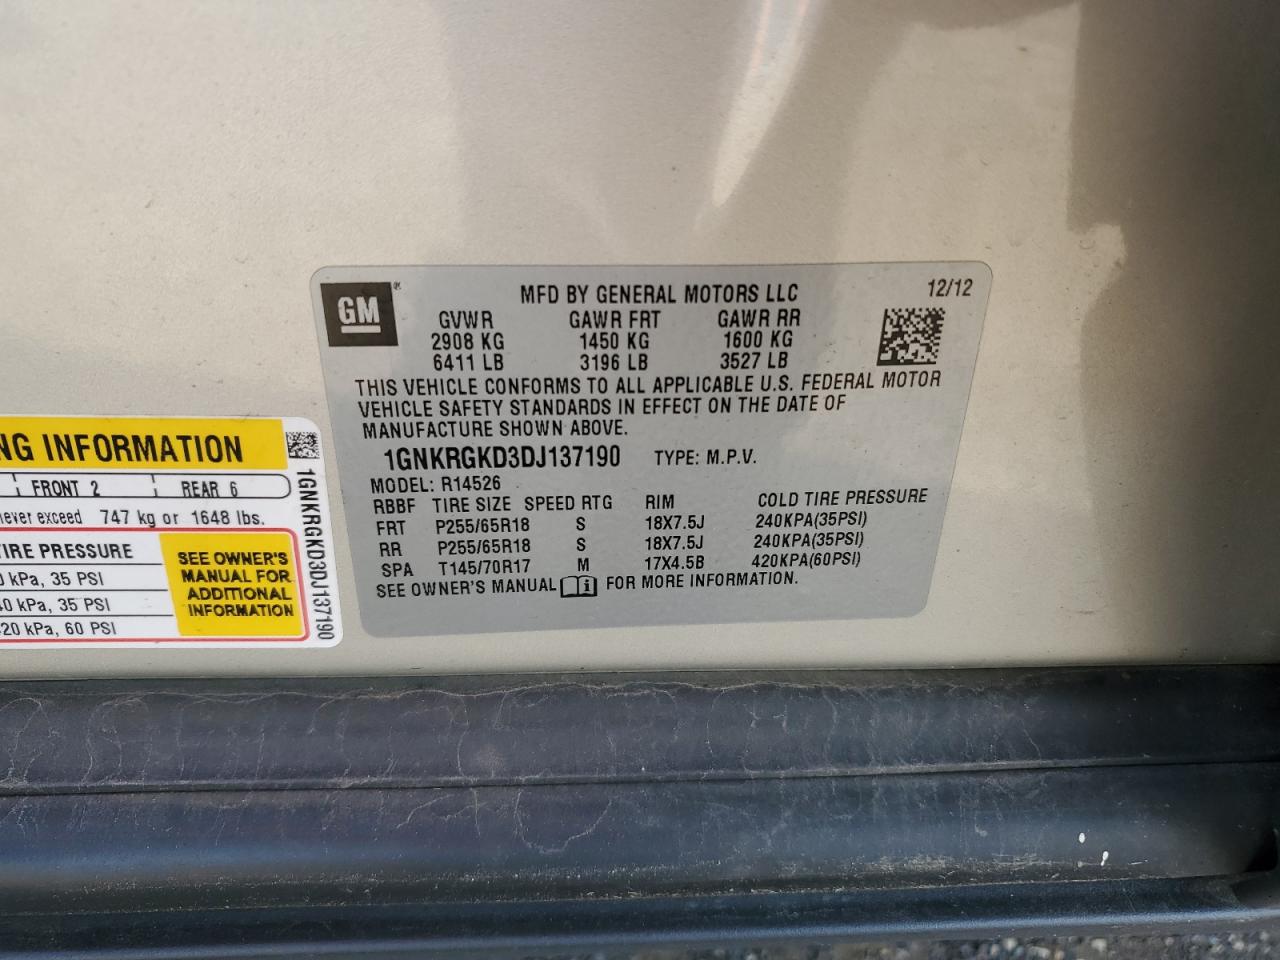 GM ®
MFD BY GENERAL MOTORS LLC 12/12
GVWR GAWR FRT GAWR RR
2908 KG 1450 KG 1600 KG
6411 LB 3196 LB 3527 LB
THIS VEHICLE CONFORMS TO ALL APPLICABLE U.S. FEDERAL MOTOR
VEHICLE SAFETY STANDARDS IN EFFECT ON THE DATE OF
MANUFACTURE SHOWN ABOVE.
1GNKRGKD3DJ137190 TYPE: M.P.V.
MODEL: R14526
RBBF TIRE SIZE SPEED RTG RIM COLD TIRE PRESSURE
FRT P255/65R18 S 18X7.5J 240KPA(35PSI)
RR P255/65R18 S 18X7.5J 240KPA(35PSI)
SPA T145/70R17 M 17X4.5B 420KPA(60PSI)
SEE OWNER'S MANUAL i FOR MORE INFORMATION.
NG INFORMATION
FRONT 2 REAR 6
never exceed 747 kg or 1648 lbs.
TIRE PRESSURE
0 kPa, 35 PSI
40 kPa, 35 PSI
420 kPa, 60 PSI
SEE OWNER'S
MANUAL FOR
ADDITIONAL
INFORMATION
1GNKRGKD3DJ137190